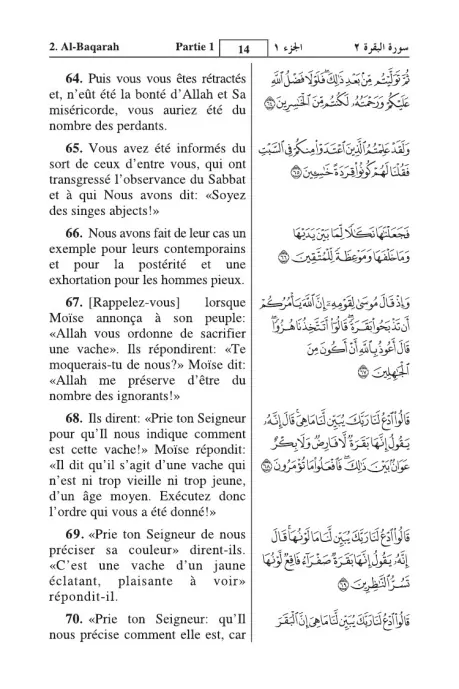 2. Al-Baqarah Partie 1 14 الجزء ١ سورة البقرة ٢
64. Puis vous vous êtes rétractés
et, n’eût été la bonté d’Allah et Sa
miséricorde, vous auriez été du
nombre des perdants.
65. Vous avez été informés du
sort de ceux d’entre vous, qui ont
transgressé l’observance du Sabbat
et à qui Nous avons dit: «Soyez
des singes abjects!»
66. Nous avons fait de leur cas un
exemple pour leurs contemporains
et pour la postérité et une
exhortation pour les hommes pieux.
67. [Rappelez-vous] lorsque
Moïse annonça à son peuple:
«Allah vous ordonne de sacrifier
une vache». Ils répondirent: «Te
moquerais-tu de nous?» Moïse dit:
«Allah me préserve d’être du
nombre des ignorants!»
68. Ils dirent: «Prie ton Seigneur
pour qu’Il nous indique comment
est cette vache!» Moïse répondit:
«Il dit qu’il s’agit d’une vache qui
n’est ni trop vieille ni trop jeune,
d’un âge moyen. Exécutez donc
l’ordre qui vous a été donné!»
69. «Prie ton Seigneur de nous
préciser sa couleur» dirent-ils.
«C’est une vache d’un jaune
éclatant, plaisante à voir»
répondit-il.
70. «Prie ton Seigneur: qu’Il
nous précise comment elle est, car
ثُمَّ تَوَلَّيْتُم مِّنۢ بَعْدِ ذَٰلِكَ ۖ فَلَوْلَا فَضْلُ ٱللَّهِ
عَلَيْكُمْ وَرَحْمَتُهُۥ لَكُنتُم مِّنَ ٱلْخَٰسِرِينَ ٦٤
وَلَقَدْ عَلِمْتُمُ ٱلَّذِينَ ٱعْتَدَوْا۟ مِنكُمْ فِى ٱلسَّبْتِ
فَقُلْنَا لَهُمْ كُونُوا۟ قِرَدَةً خَٰسِـِٔينَ ٦٥
فَجَعَلْنَٰهَا نَكَٰلًا لِّمَا بَيْنَ يَدَيْهَا
وَمَا خَلْفَهَا وَمَوْعِظَةً لِّلْمُتَّقِينَ ٦٦
وَإِذْ قَالَ مُوسَىٰ لِقَوْمِهِۦٓ إِنَّ ٱللَّهَ يَأْمُرُكُمْ
أَن تَذْبَحُوا۟ بَقَرَةً ۖ قَالُوٓا۟ أَتَتَّخِذُنَا هُزُوًا ۖ
قَالَ أَعُوذُ بِٱللَّهِ أَنْ أَكُونَ مِنَ
ٱلْجَٰهِلِينَ ٦٧
قَالُوا۟ ٱدْعُ لَنَا رَبَّكَ يُبَيِّن لَّنَا مَا هِىَ ۚ قَالَ إِنَّهُۥ
يَقُولُ إِنَّهَا بَقَرَةٌ لَّا فَارِضٌ وَلَا بِكْرٌ
عَوَانٌۢ بَيْنَ ذَٰلِكَ ۖ فَٱفْعَلُوا۟ مَا تُؤْمَرُونَ ٦٨
قَالُوا۟ ٱدْعُ لَنَا رَبَّكَ يُبَيِّن لَّنَا مَا لَوْنُهَا ۚ قَالَ
إِنَّهُۥ يَقُولُ إِنَّهَا بَقَرَةٌ صَفْرَآءُ فَاقِعٌ لَّوْنُهَا
تَسُرُّ ٱلنَّٰظِرِينَ ٦٩
قَالُوا۟ ٱدْعُ لَنَا رَبَّكَ يُبَيِّن لَّنَا مَا هِىَ إِنَّ ٱلْبَقَرَ